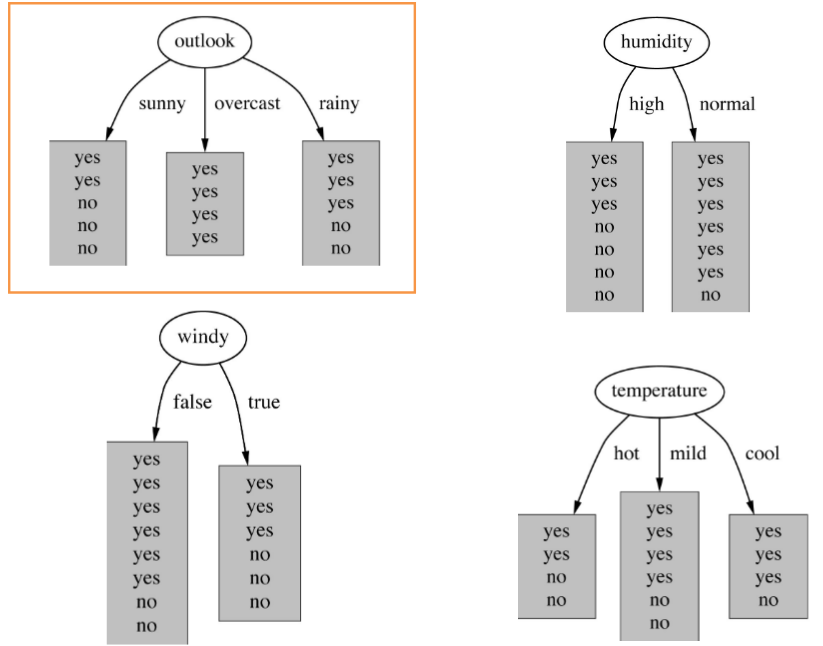 outlook
sunny overcast rainy
yes
yes
no
no
no
yes
yes
yes
yes
yes
yes
yes
no
no
humidity
high normal
yes
yes
yes
no
no
no
no
yes
yes
yes
yes
yes
yes
no
windy
false true
yes
yes
yes
yes
yes
yes
no
no
yes
yes
yes
no
no
no
temperature
hot mild cool
yes
yes
no
no
yes
yes
yes
yes
no
no
yes
yes
yes
no